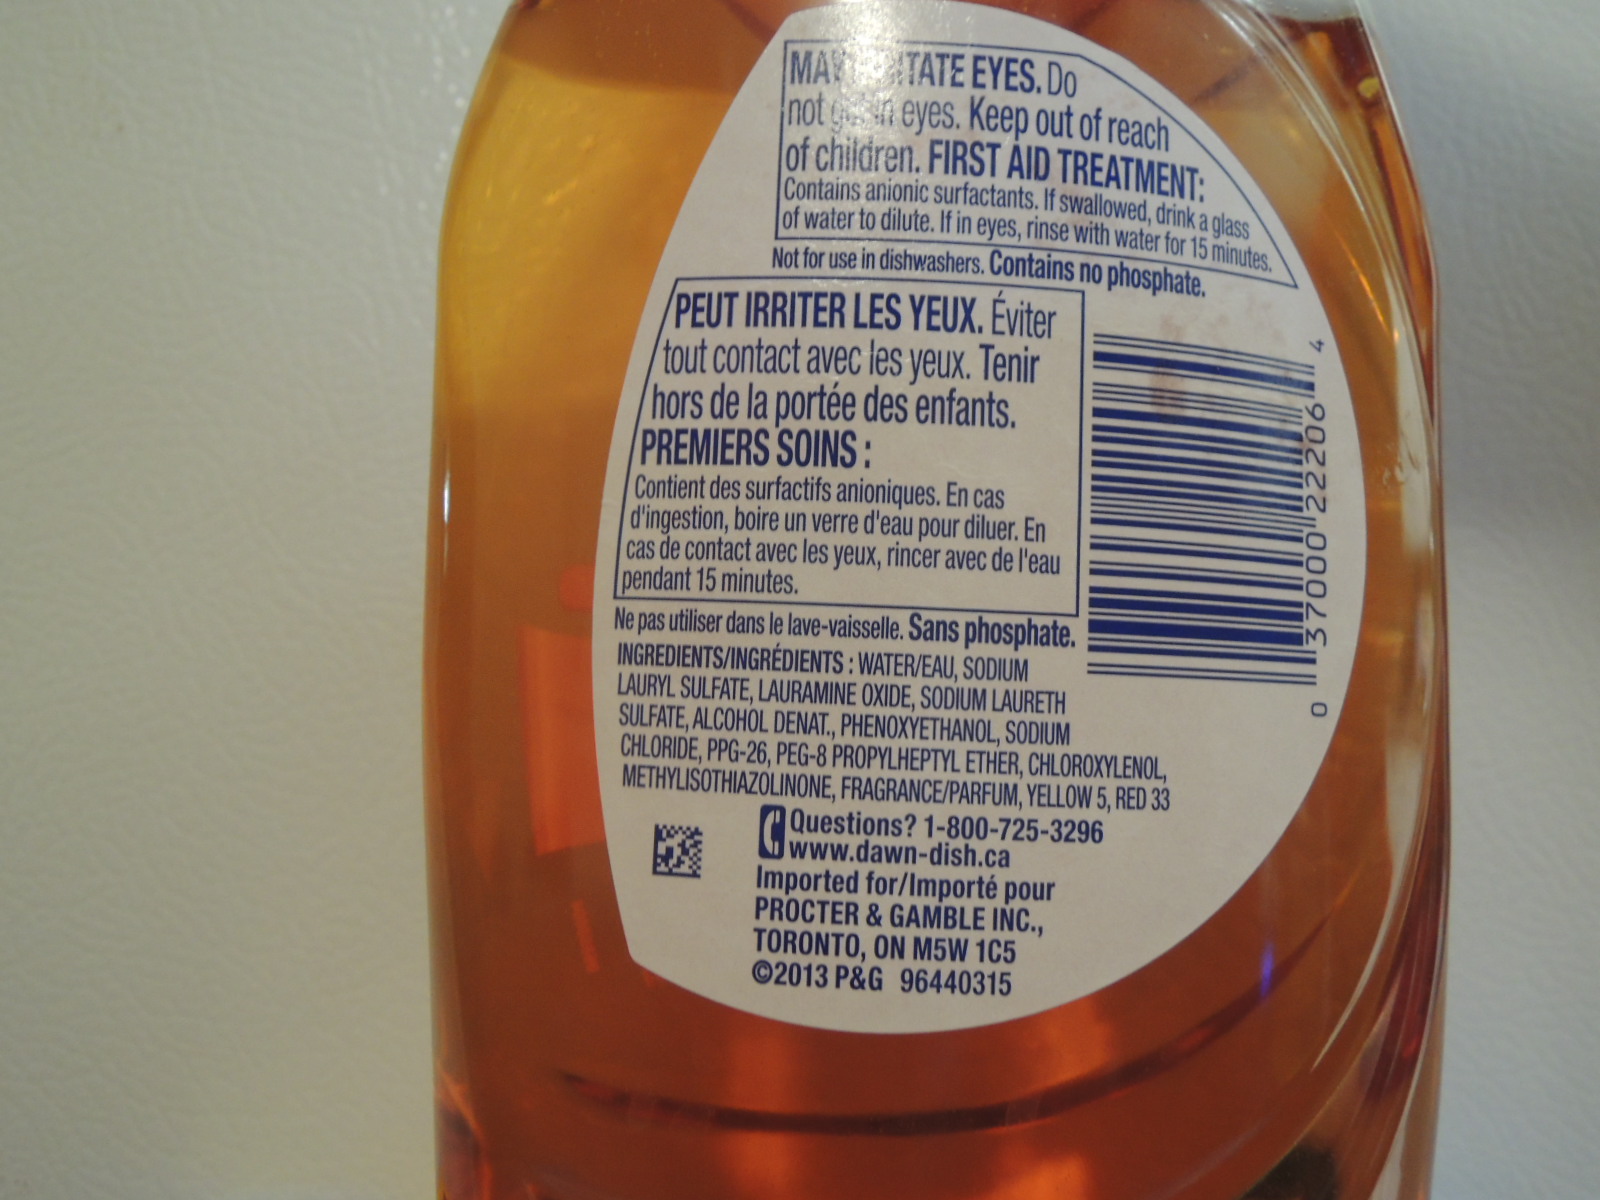 MAY IRRITATE EYES. Do
not get in eyes. Keep out of reach
of children. FIRST AID TREATMENT:
Contains anionic surfactants. If swallowed, drink a glass
of water to dilute. If in eyes, rinse with water for 15 minutes.
Not for use in dishwashers. Contains no phosphate.
PEUT IRRITER LES YEUX. Éviter
tout contact avec les yeux. Tenir
hors de la portée des enfants.
PREMIERS SOINS :
Contient des surfactifs anioniques. En cas
d'ingestion, boire un verre d'eau pour diluer. En
cas de contact avec les yeux, rincer avec de l'eau
pendant 15 minutes.
Ne pas utiliser dans le lave-vaisselle. Sans phosphate.
INGREDIENTS/INGRÉDIENTS : WATER/EAU, SODIUM
LAURYL SULFATE, LAURAMINE OXIDE, SODIUM LAURETH
SULFATE, ALCOHOL DENAT., PHENOXYETHANOL, SODIUM
CHLORIDE, PPG-26, PEG-8 PROPYLHEPTYL ETHER, CHLOROXYLENOL,
METHYLISOTHIAZOLINONE, FRAGRANCE/PARFUM, YELLOW 5, RED 33
Questions? 1-800-725-3296
www.dawn-dish.ca
Imported for/Importé pour
PROCTER & GAMBLE INC.,
TORONTO, ON M5W 1C5
©2013 P&G 96440315
0 37000 22206 4